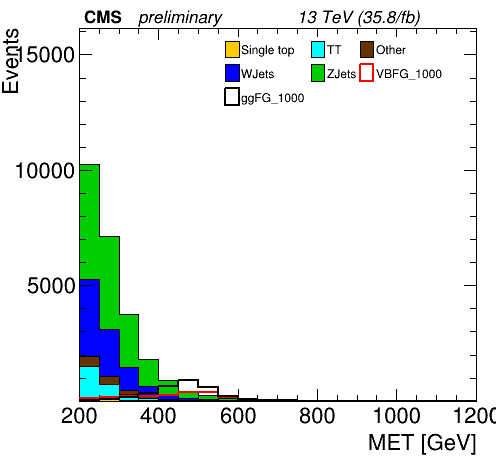 CMS preliminary 13 TeV (35.8/fb)
Events
Single top TT Other
WJets ZJets VBFG_1000
ggFG_1000
15000
10000
5000
200 400 600 800 1000 1200
MET [GeV]